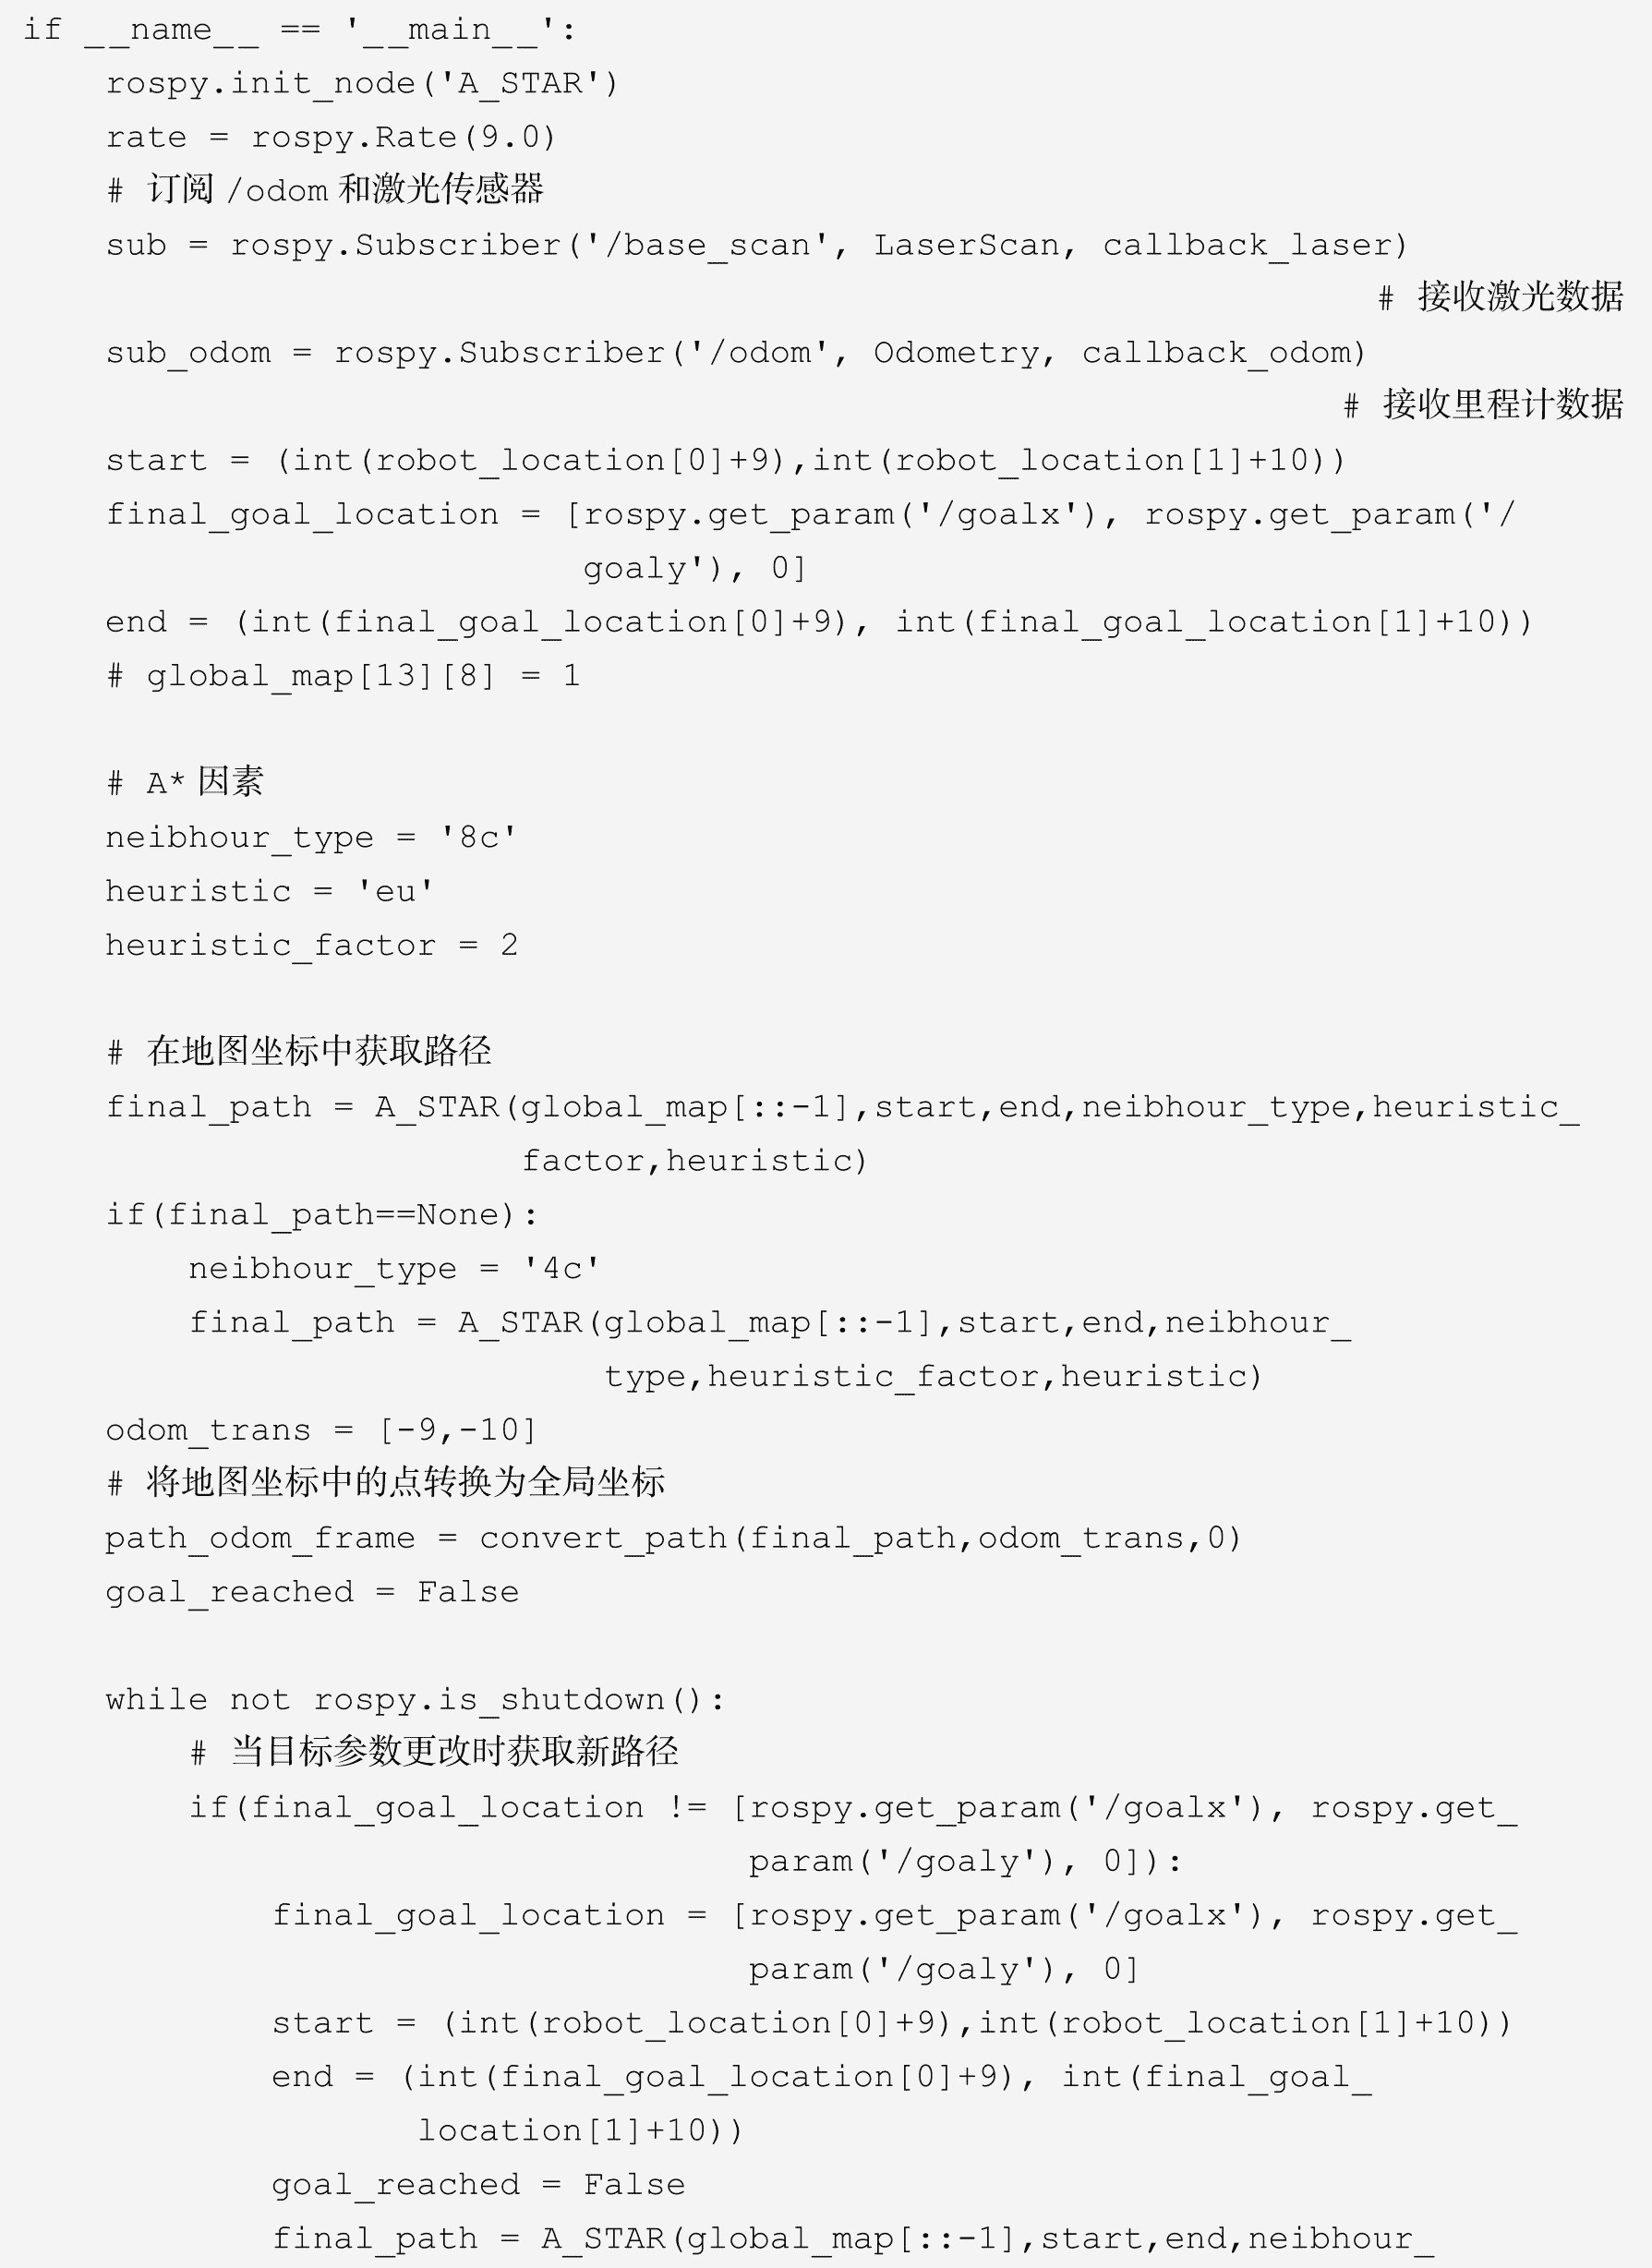 if __name__ == '__main__':
    rospy.init_node('A_STAR')
    rate = rospy.Rate(9.0)
    # 订阅 /odom 和激光传感器
    sub = rospy.Subscriber('/base_scan', LaserScan, callback_laser)
                                                             # 接收激光数据
    sub_odom = rospy.Subscriber('/odom', Odometry, callback_odom)
                                                           # 接收里程计数据
    start = (int(robot_location[0]+9),int(robot_location[1]+10))
    final_goal_location = [rospy.get_param('/goalx'), rospy.get_param('/
                           goaly'), 0]
    end = (int(final_goal_location[0]+9), int(final_goal_location[1]+10))
    # global_map[13][8] = 1

    # A* 因素
    neibhour_type = '8c'
    heuristic = 'eu'
    heuristic_factor = 2

    # 在地图坐标中获取路径
    final_path = A_STAR(global_map[::-1],start,end,neibhour_type,heuristic_
                        factor,heuristic)
    if(final_path==None):
        neibhour_type = '4c'
        final_path = A_STAR(global_map[::-1],start,end,neibhour_
                            type,heuristic_factor,heuristic)
    odom_trans = [-9,-10]
    # 将地图坐标中的点转换为全局坐标
    path_odom_frame = convert_path(final_path,odom_trans,0)
    goal_reached = False

    while not rospy.is_shutdown():
        # 当目标参数更改时获取新路径
        if(final_goal_location != [rospy.get_param('/goalx'), rospy.get_
                                   param('/goaly'), 0]):
            final_goal_location = [rospy.get_param('/goalx'), rospy.get_
                                   param('/goaly'), 0]
            start = (int(robot_location[0]+9),int(robot_location[1]+10))
            end = (int(final_goal_location[0]+9), int(final_goal_
                   location[1]+10))
            goal_reached = False
            final_path = A_STAR(global_map[::-1],start,end,neibhour_